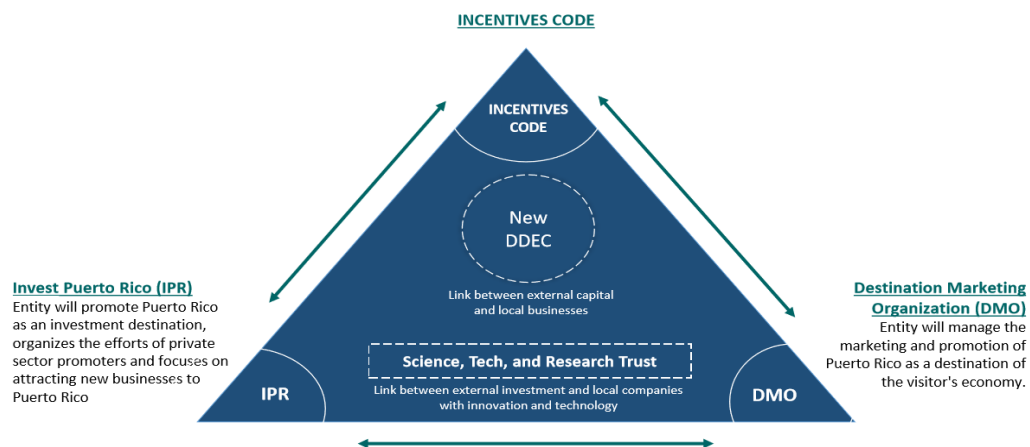 INCENTIVES CODE
INCENTIVES
CODE
New
DDEC
Link between external capital
and local businesses
Invest Puerto Rico (IPR)
Entity will promote Puerto Rico
as an investment destination,
organizes the efforts of private
sector promoters and focuses on
attracting new businesses to
Puerto Rico
Destination Marketing
Organization (DMO)
Entity will manage the
marketing and promotion of
Puerto Rico as a destination of
the visitor's economy.
Science, Tech, and Research Trust
Link between external investment and local companies
with innovation and technology
IPR
DMO